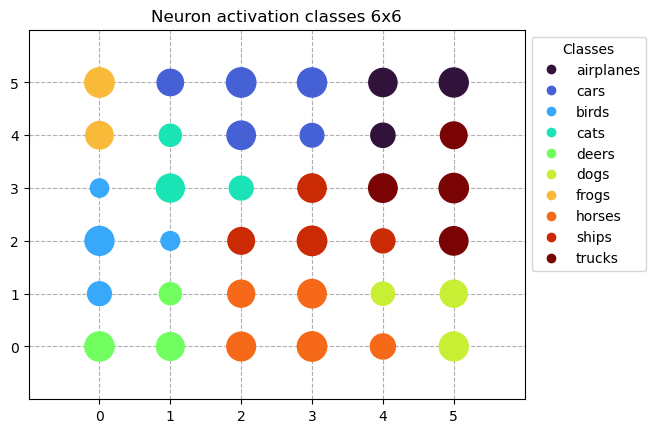 Neuron activation classes 6x6
5
4
3
2
1
0
0 1 2 3 4 5
Classes
airplanes
cars
birds
cats
deers
dogs
frogs
horses
ships
trucks